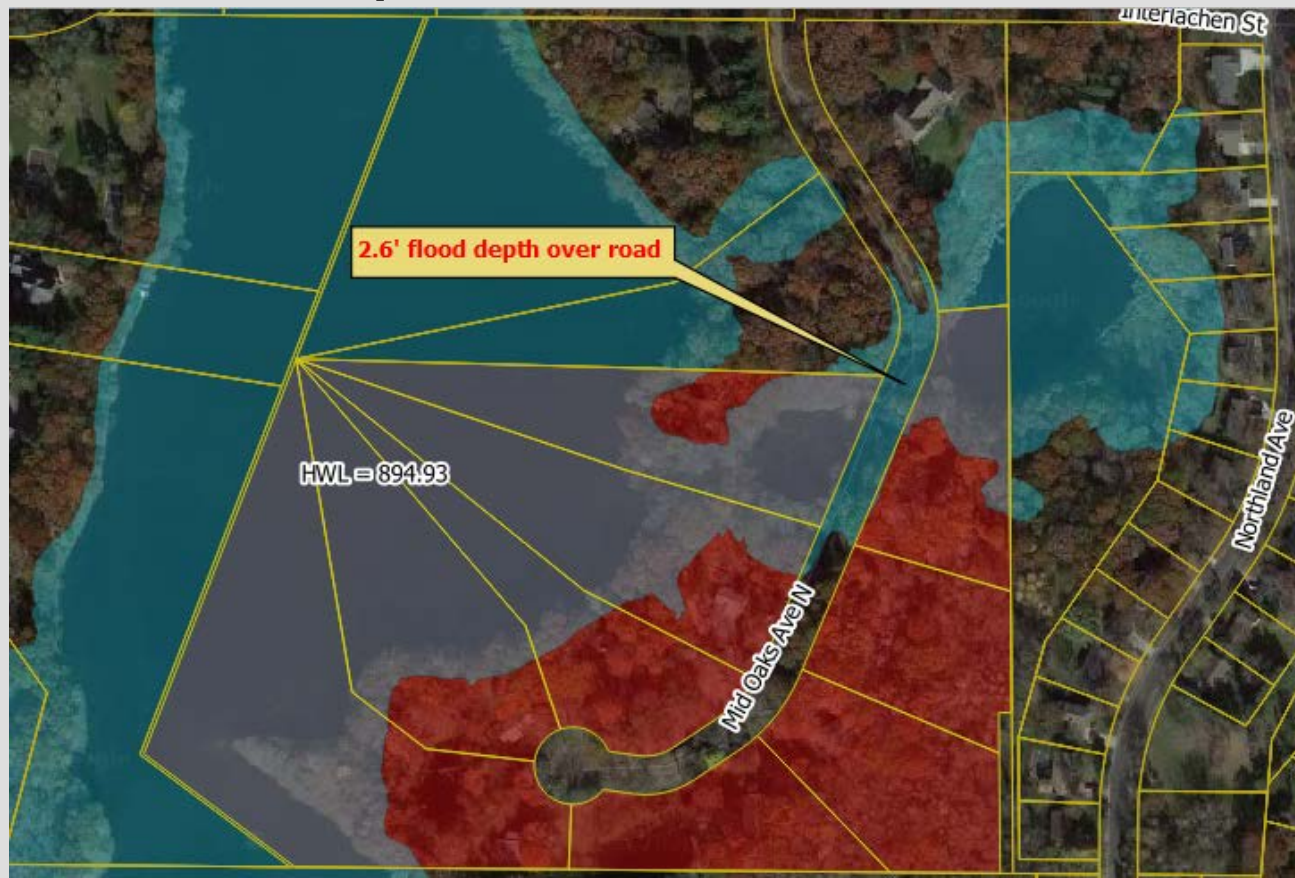 Interlachen St
2.6' flood depth over road
HWL = 894.93
Northland Ave
Mid Oaks Ave N